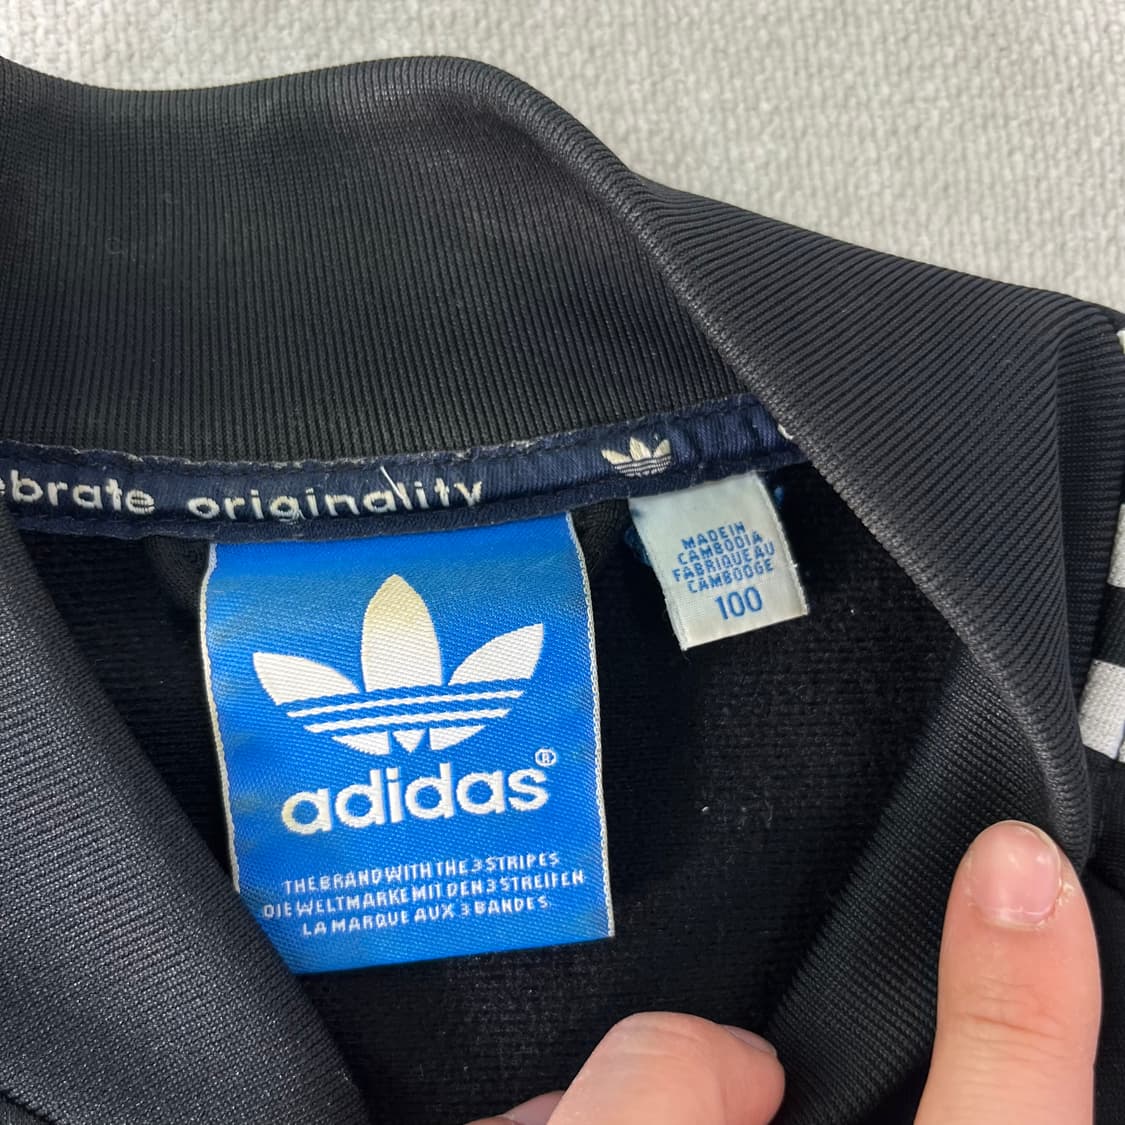 ebrate originality
MADE IN
CAMBODIA
FABRIQUE AU
CAMBODGE
100
adidas®
THE BRAND WITH THE 3 STRIPES
DIE WELTMARKE MIT DEN 3 STREIFEN
LA MARQUE AUX 3 BANDES